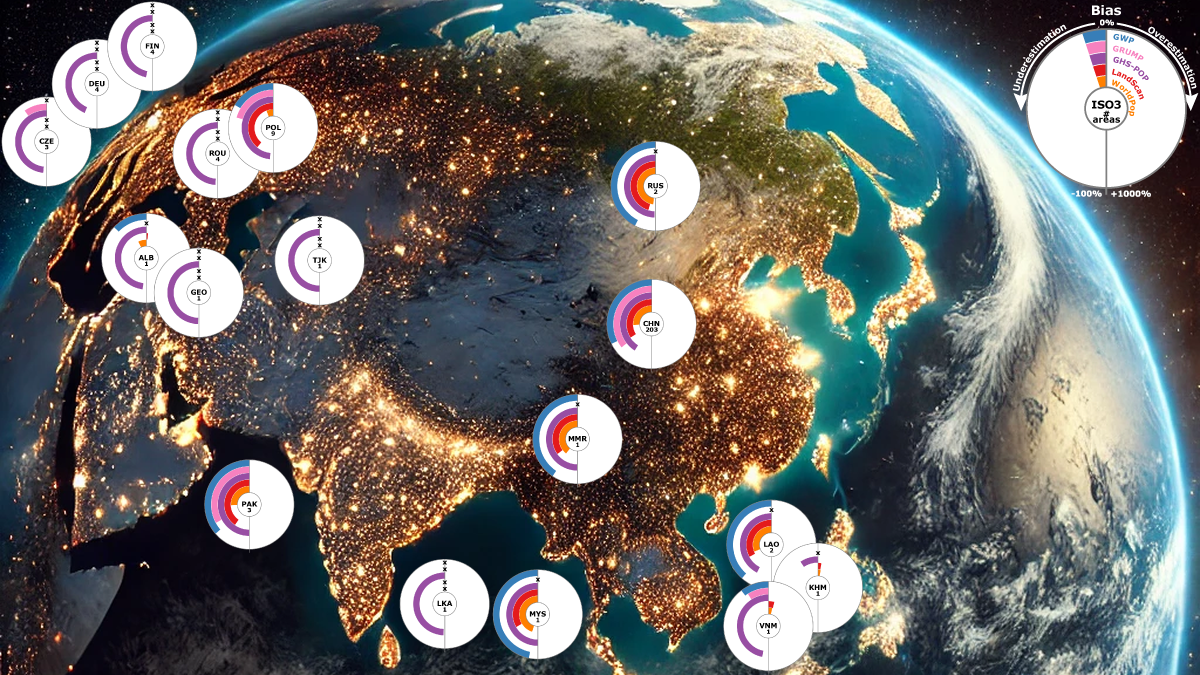 Bias
0%
Underestimation
Overestimation
GWP
GRUMP
GHS-POP
LandScan
WorldPop
ISO3
#
areas
-100%
+1000%
x
x
x
x
FIN
4
x
x
x
x
DEU
4
x
x
x
CZE
3
x
x
x
x
ROU
4
POL
9
x
RUS
2
x
ALB
1
x
x
x
x
GEO
1
x
x
x
x
TJK
1
CHN
203
x
MMR
1
PAK
3
x
x
x
x
LKA
1
x
MYS
1
x
LAO
2
x
KHM
1
VNM
1